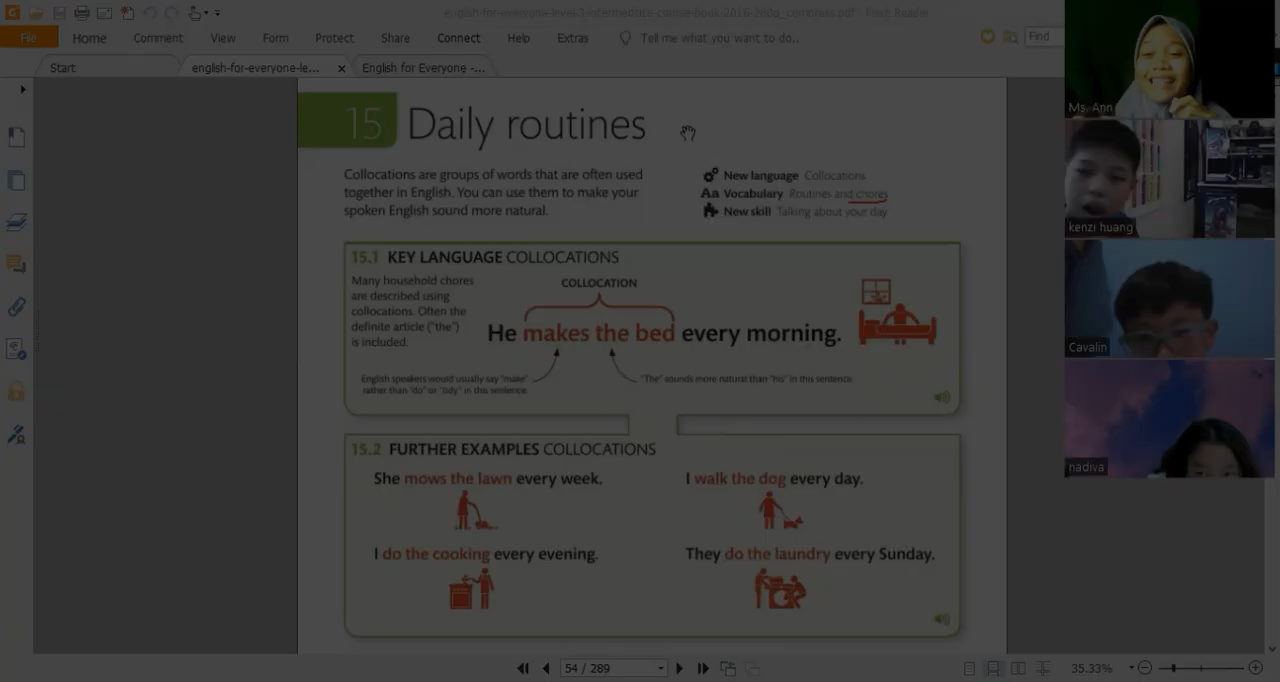 File Home Comment View Form Protect Share Connect Help Extras Tell me what you want to do.. Find
Start english-for-everyone-le... English for Everyone -...
15 Daily routines
Collocations are groups of words that are often used
together in English. You can use them to make your
spoken English sound more natural.
New language Collocations
Aa Vocabulary Routines and chores
New skill Talking about your day
15.1 KEY LANGUAGE COLLOCATIONS
Many household chores
are described using
collocations. Often the
definite article ("the")
is included.
COLLOCATION
He makes the bed every morning.
English speakers would usually say "make"
rather than "do" or "tidy" in this sentence.
"The" sounds more natural than "his" in this sentence
15.2 FURTHER EXAMPLES COLLOCATIONS
She mows the lawn every week.
I walk the dog every day.
I do the cooking every evening.
They do the laundry every Sunday.
54 / 289
35.33%
Ms. Ann
kenzi huang
Cavalin
nadiva